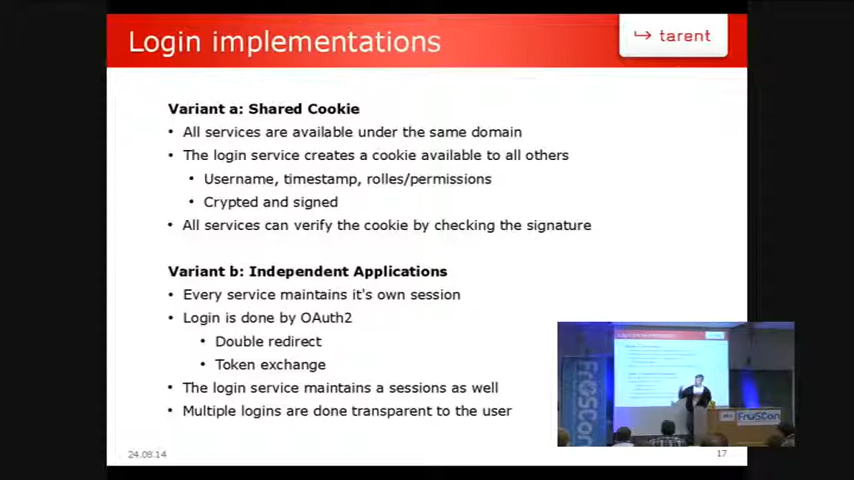 Login implementations
↪ tarent
Variant a: Shared Cookie
• All services are available under the same domain
• The login service creates a cookie available to all others
• Username, timestamp, rolles/permissions
• Crypted and signed
• All services can verify the cookie by checking the signature
Variant b: Independent Applications
• Every service maintains it's own session
• Login is done by OAuth2
• Double redirect
• Token exchange
• The login service maintains a sessions as well
• Multiple logins are done transparent to the user
FrOSCon
FrOSCon
24.08.14
17